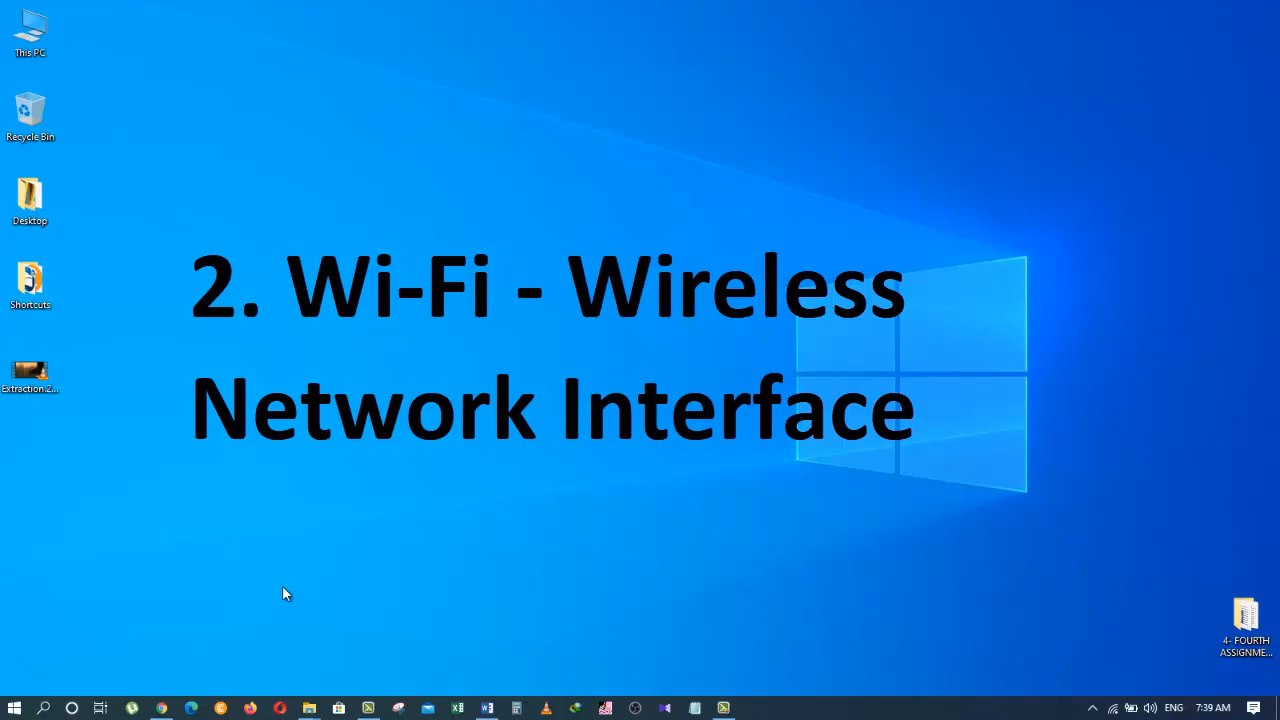 This PC
Recycle Bin
Desktop
Shortcuts
Extraction.2...
2. Wi-Fi - Wireless
Network Interface
4- FOURTH
ASSIGNME...
ENG
7:39 AM